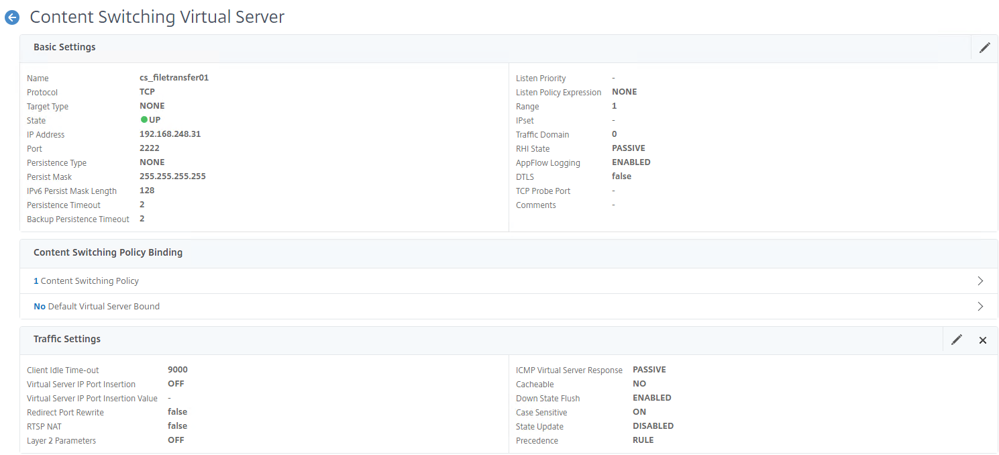 Content Switching Virtual Server
Basic Settings
Name cs_filetransfer01
Protocol TCP
Target Type NONE
State UP
IP Address 192.168.248.31
Port 2222
Persistence Type NONE
Persist Mask 255.255.255.255
IPv6 Persist Mask Length 128
Persistence Timeout 2
Backup Persistence Timeout 2
Listen Priority -
Listen Policy Expression NONE
Range 1
IPset -
Traffic Domain 0
RHI State PASSIVE
AppFlow Logging ENABLED
DTLS false
TCP Probe Port -
Comments -
Content Switching Policy Binding
1 Content Switching Policy
No Default Virtual Server Bound
Traffic Settings
Client Idle Time-out 9000
Virtual Server IP Port Insertion OFF
Virtual Server IP Port Insertion Value -
Redirect Port Rewrite false
RTSP NAT false
Layer 2 Parameters OFF
ICMP Virtual Server Response PASSIVE
Cacheable NO
Down State Flush ENABLED
Case Sensitive ON
State Update DISABLED
Precedence RULE